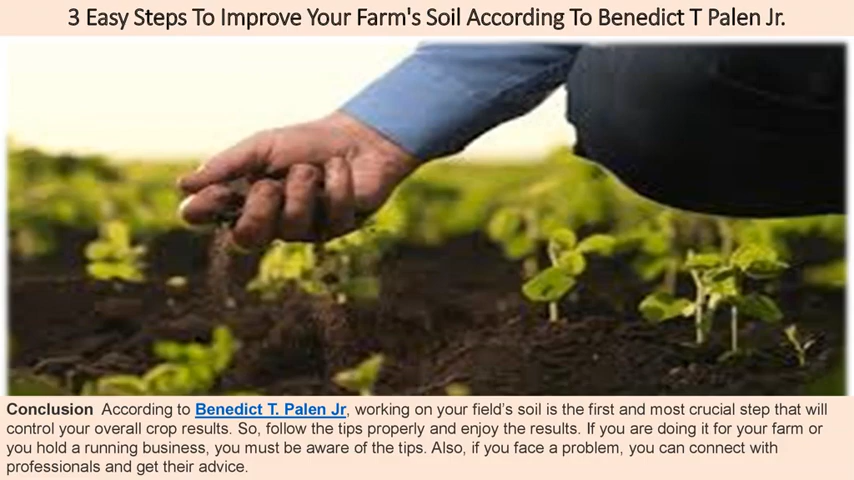 3 Easy Steps To Improve Your Farm's Soil According To Benedict T Palen Jr.
Conclusion  According to Benedict T. Palen Jr, working on your field’s soil is the first and most crucial step that will
control your overall crop results. So, follow the tips properly and enjoy the results. If you are doing it for your farm or
you hold a running business, you must be aware of the tips. Also, if you face a problem, you can connect with
professionals and get their advice.